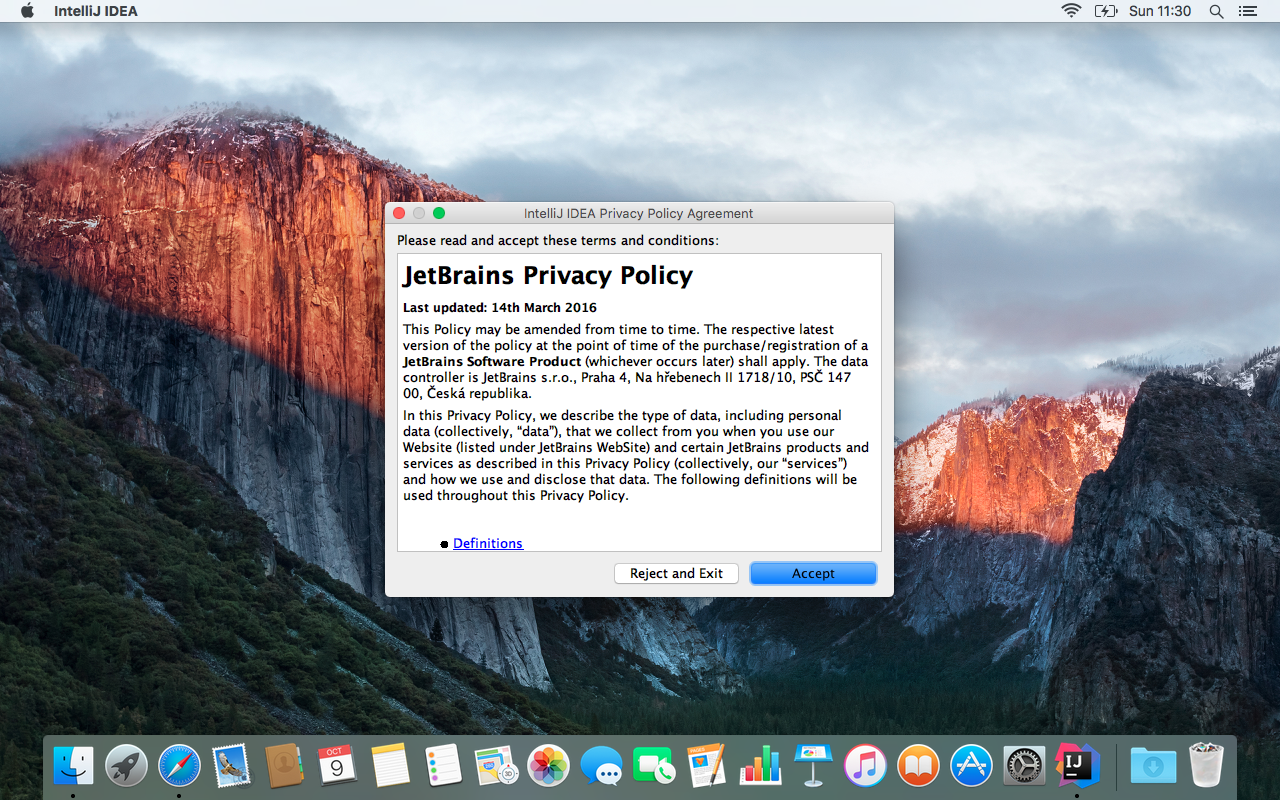 IntelliJ IDEA
Sun 11:30
IntelliJ IDEA Privacy Policy Agreement
Please read and accept these terms and conditions:
JetBrains Privacy Policy
Last updated: 14th March 2016
This Policy may be amended from time to time. The respective latest
version of the policy at the point of time of the purchase/registration of a
JetBrains Software Product (whichever occurs later) shall apply. The data
controller is JetBrains s.r.o., Praha 4, Na hřebenech II 1718/10, PSČ 147
00, Česká republika.
In this Privacy Policy, we describe the type of data, including personal
data (collectively, “data”), that we collect from you when you use our
Website (listed under JetBrains WebSite) and certain JetBrains products and
services as described in this Privacy Policy (collectively, our “services”)
and how we use and disclose that data. The following definitions will be
used throughout this Privacy Policy.
Definitions
Reject and Exit
Accept
OCT
9
3D
PAGES
IJ